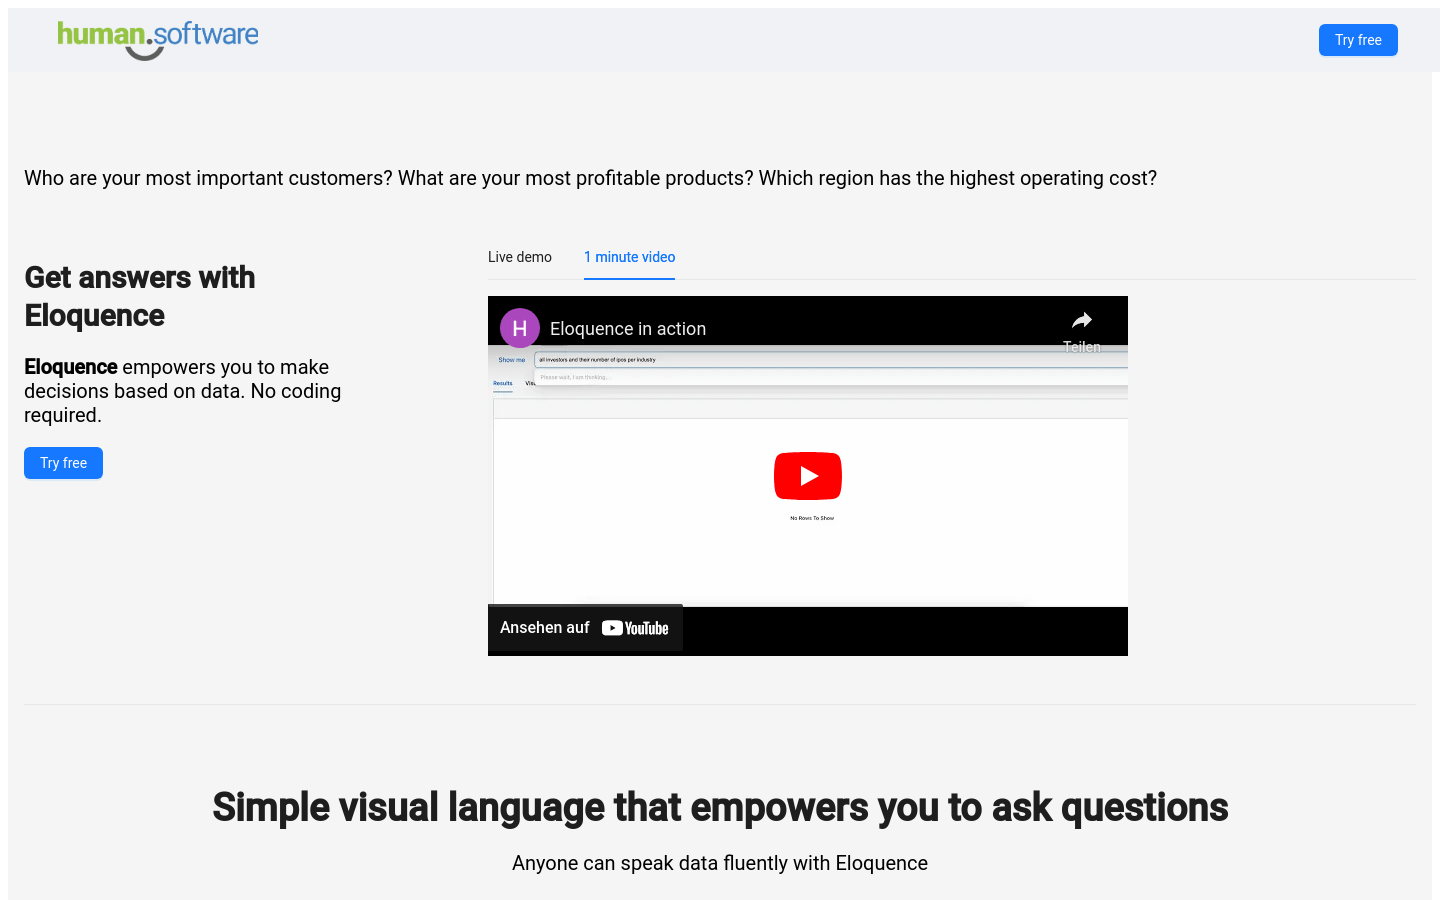 human.software
Try free
Who are your most important customers? What are your most profitable products? Which region has the highest operating cost?
Get answers with
Eloquence
Eloquence empowers you to make
decisions based on data. No coding
required.
Try free
Live demo
1 minute video
H
Eloquence in action
Teilen
Show me
all investors and their number of ipos per industry
Please wait, I am thinking...
Results
No Rows To Show
Ansehen auf YouTube
Simple visual language that empowers you to ask questions
Anyone can speak data fluently with Eloquence